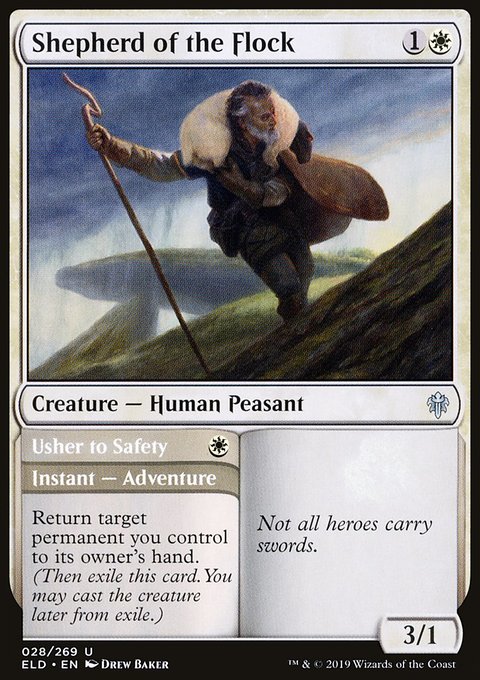 Shepherd of the Flock 1
Creature — Human Peasant
Usher to Safety
Instant — Adventure
Return target
permanent you control
to its owner's hand.
(Then exile this card. You
may cast the creature
later from exile.)
Not all heroes carry
swords.
3/1
028/269 U
ELD • EN Drew Baker
™ & © 2019 Wizards of the Coast